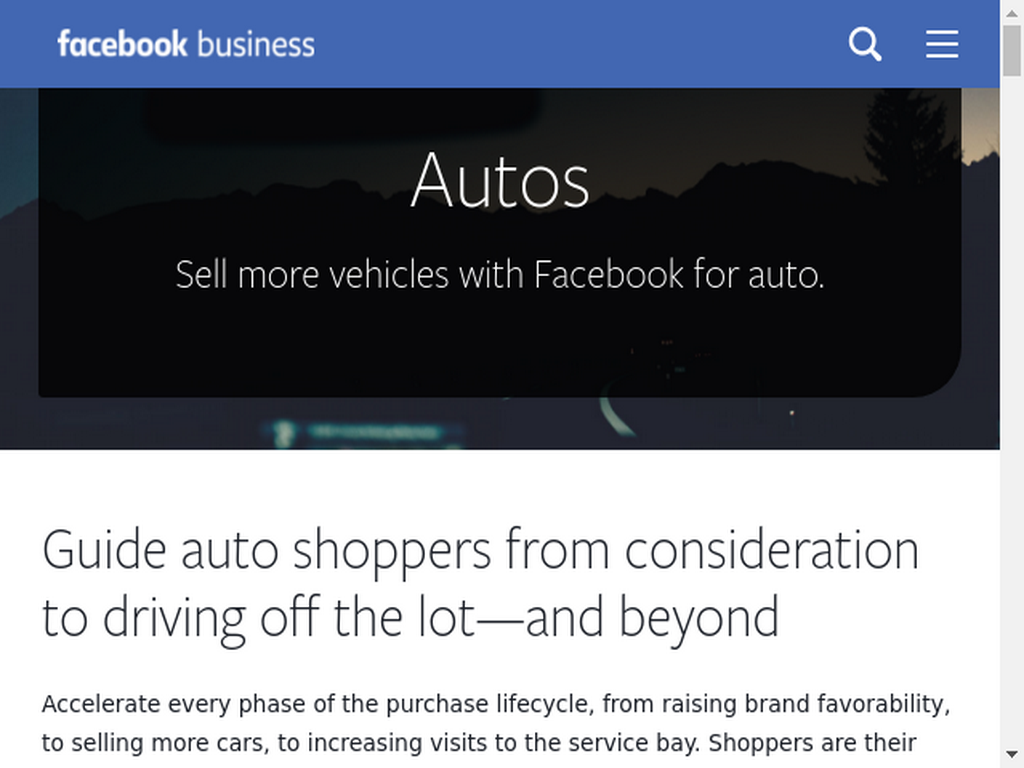 facebook business
Autos
Sell more vehicles with Facebook for auto.
Guide auto shoppers from consideration
to driving off the lot—and beyond
Accelerate every phase of the purchase lifecycle, from raising brand favorability,
to selling more cars, to increasing visits to the service bay. Shoppers are their